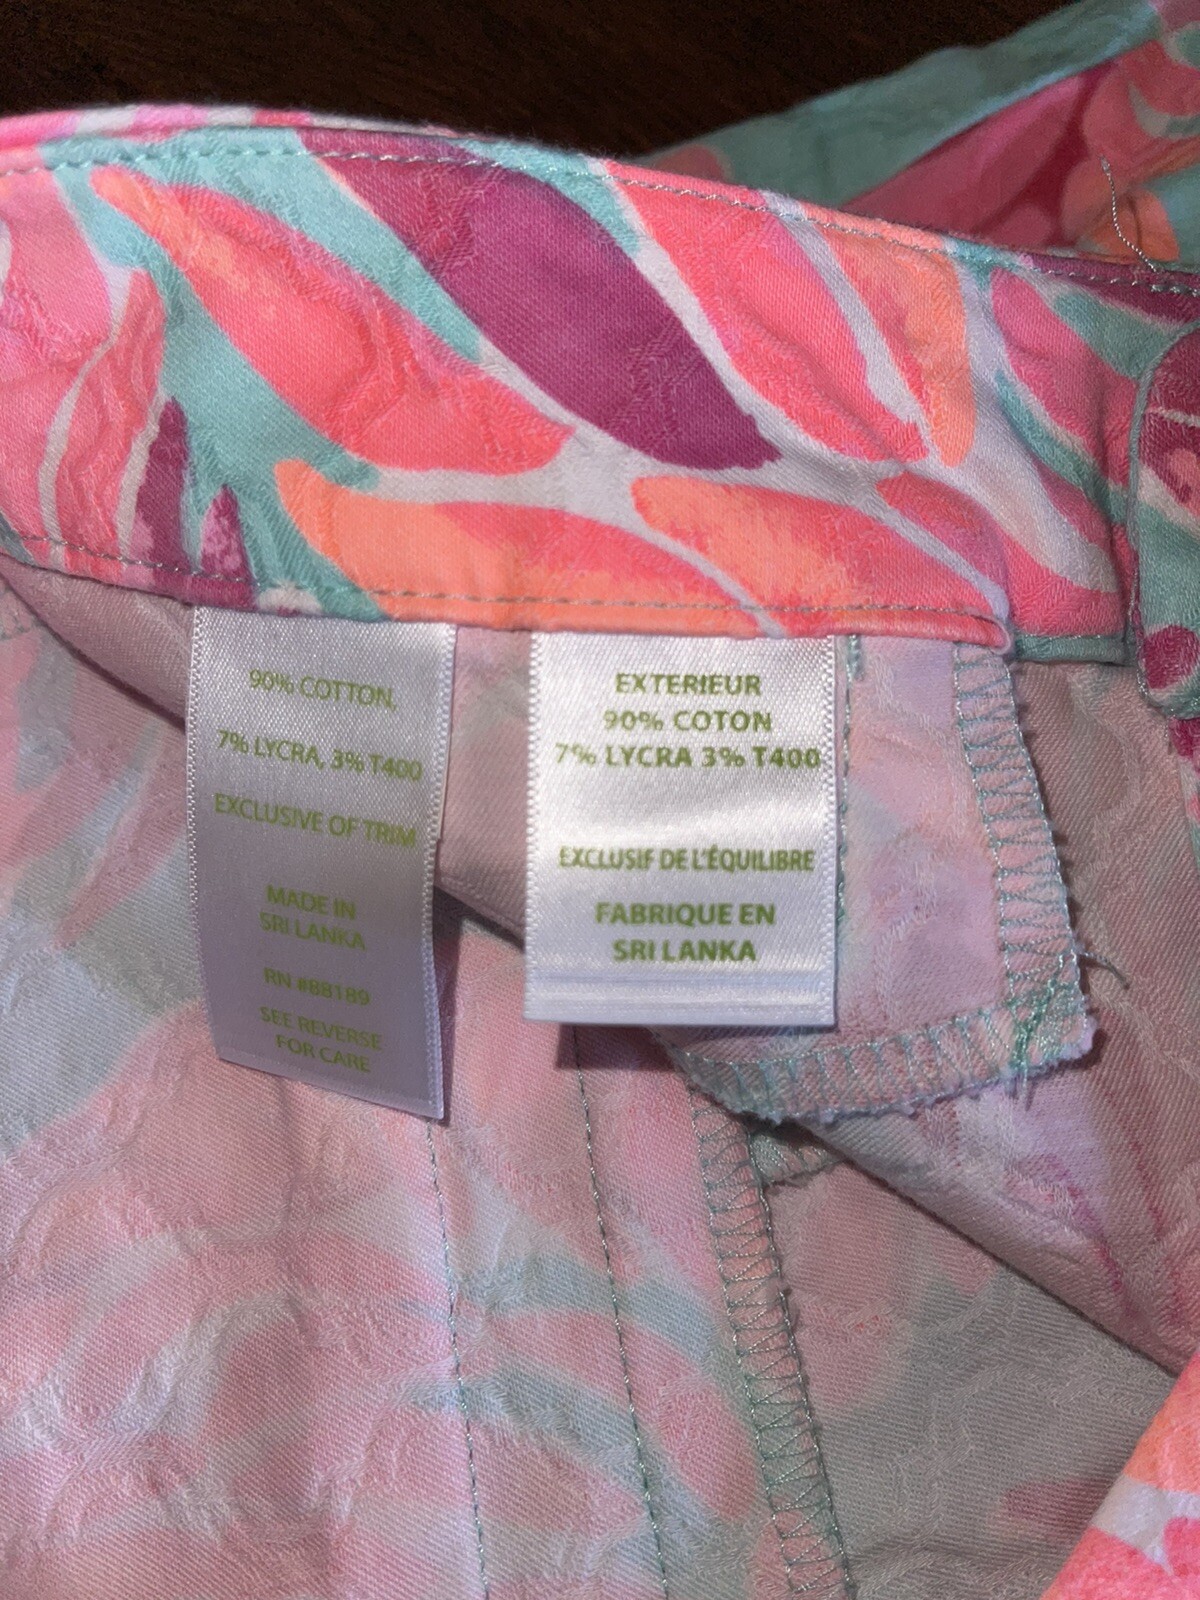 90% COTTON,
7% LYCRA, 3% T400
EXCLUSIVE OF TRIM
MADE IN
SRI LANKA
RN #88189
SEE REVERSE
FOR CARE
EXTERIEUR
90% COTON
7% LYCRA 3% T400
EXCLUSIF DE L'ÉQUILIBRE
FABRIQUE EN
SRI LANKA